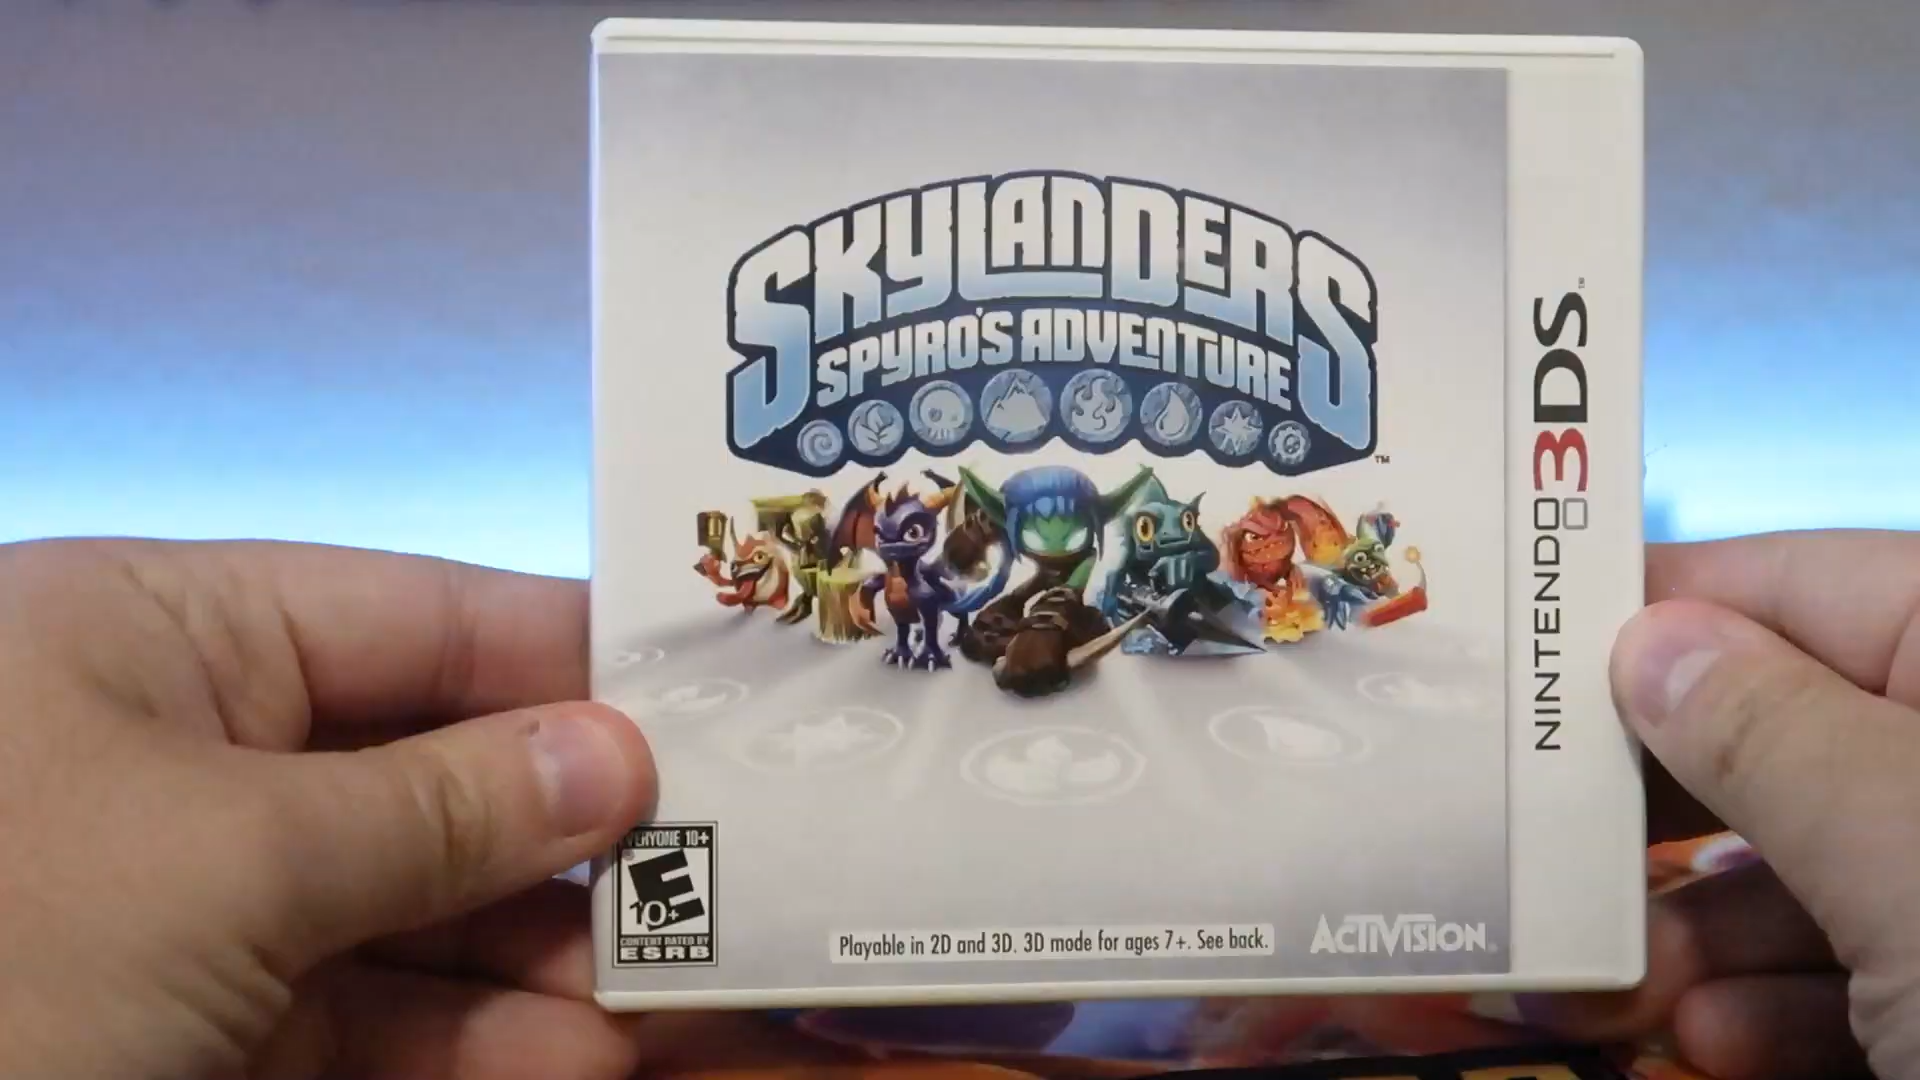 SKYLANDERS
SPYRO'S ADVENTURE
TM
NINTENDO 3DS
TM
EVERYONE 10+
E
10+
CONTENT RATED BY
ESRB
Playable in 2D and 3D. 3D mode for ages 7+. See back.
ACTIVISION